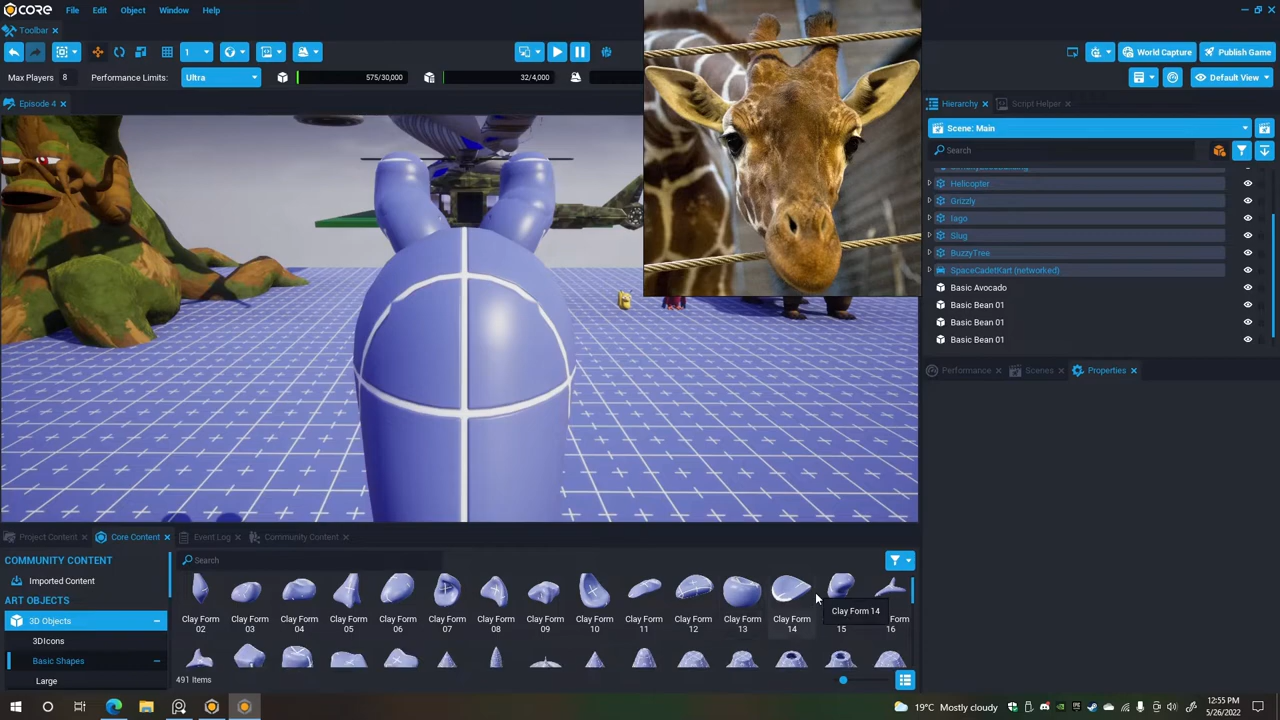 CORE
File Edit Object Window Help
Toolbar
1
World Capture
Publish Game
Max Players 8 Performance Limits: Ultra 575/30,000 32/4,000
Default View
Episode 4
Hierarchy
Script Helper
Scene: Main
Search
Helicopter
Grizzly
Iago
Slug
BuzzyTree
SpaceCadetKart (networked)
Basic Avocado
Basic Bean 01
Basic Bean 01
Basic Bean 01
Performance
Scenes
Properties
Project Content
Core Content
Event Log
Community Content
COMMUNITY CONTENT
Imported Content
ART OBJECTS
3D Objects
3DIcons
Basic Shapes
Large
Search
Clay Form 14
Clay Form Clay Form Clay Form Clay Form Clay Form Clay Form Clay Form Clay Form Clay Form Clay Form Clay Form Clay Form Clay Form Form
02 03 04 05 06 07 08 09 10 11 12 13 14 15 16
491 Items
19°C Mostly cloudy
12:55 PM
5/26/2022